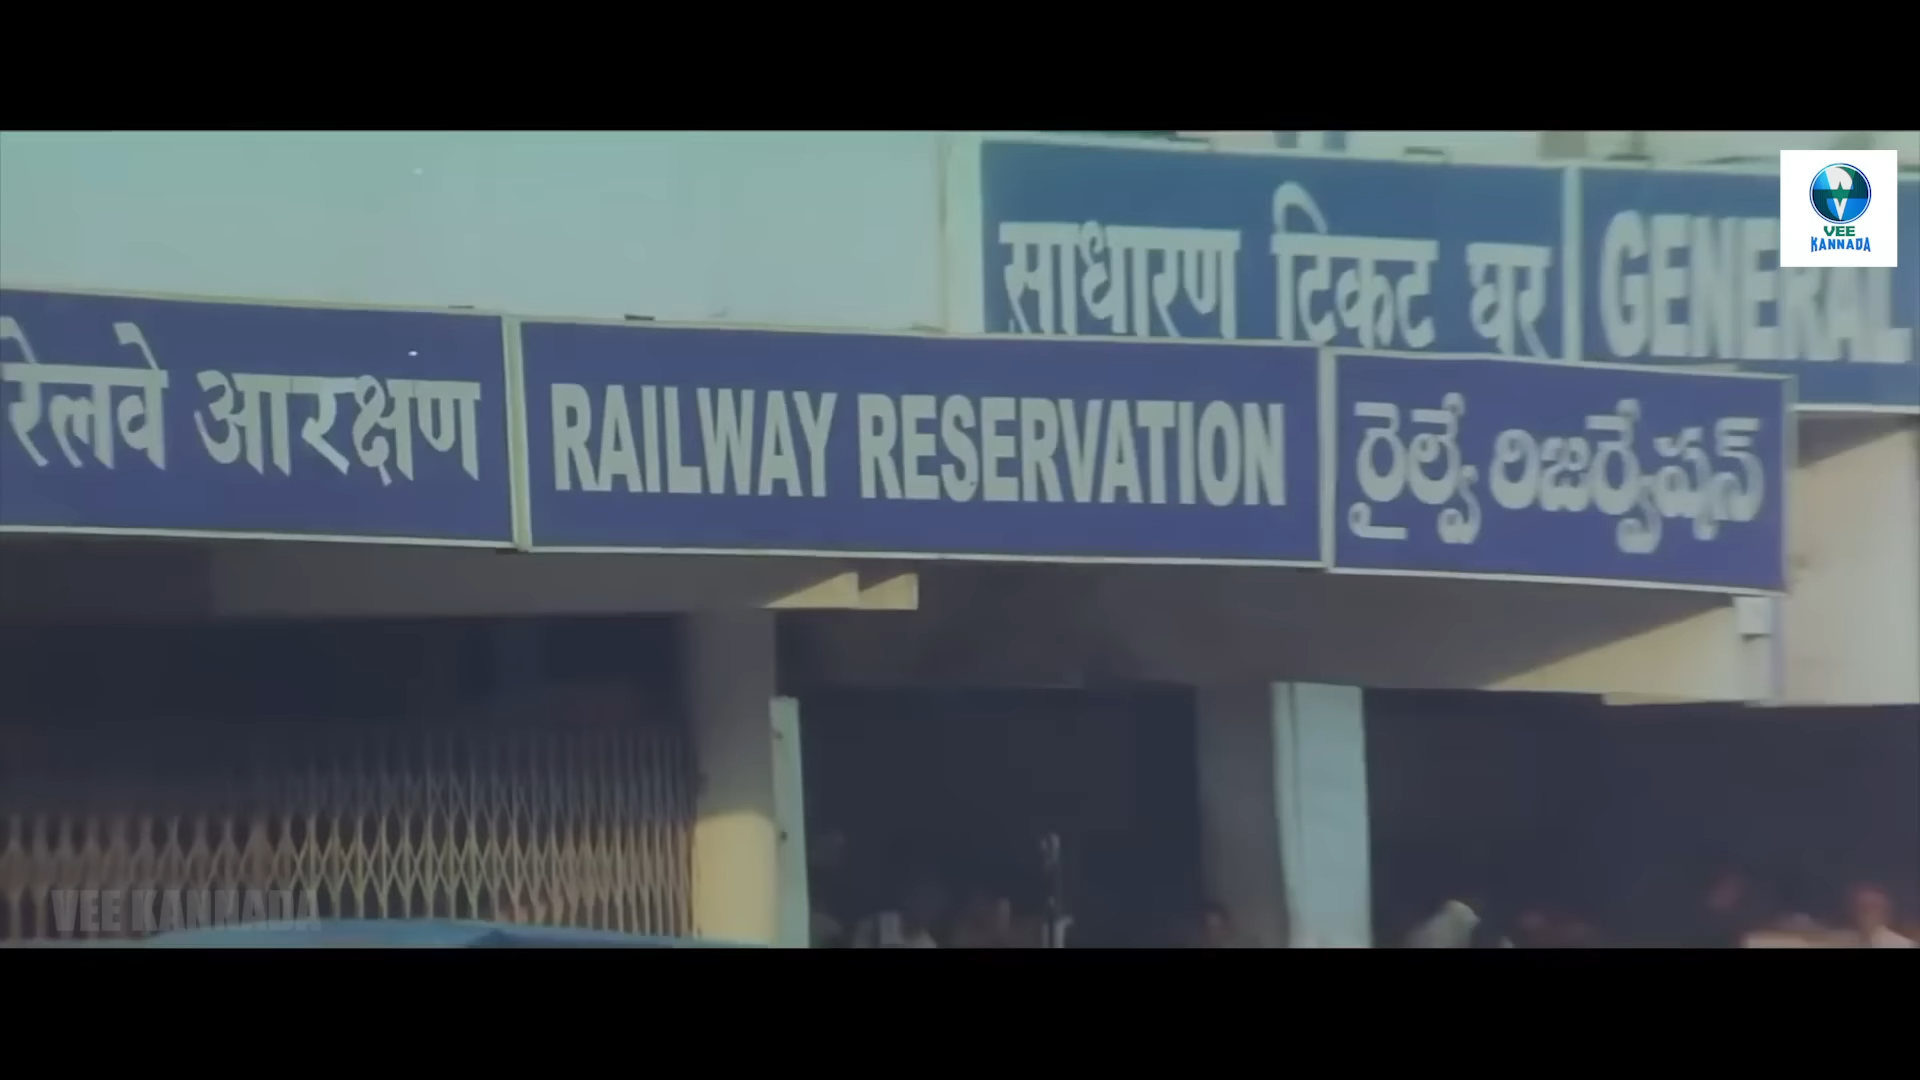 साधारण टिकट घर GENERAL
VEE
KANNADA
रेलवे आरक्षण RAILWAY RESERVATION రైల్వే రిజర్వేషన్
VEE KANNADA